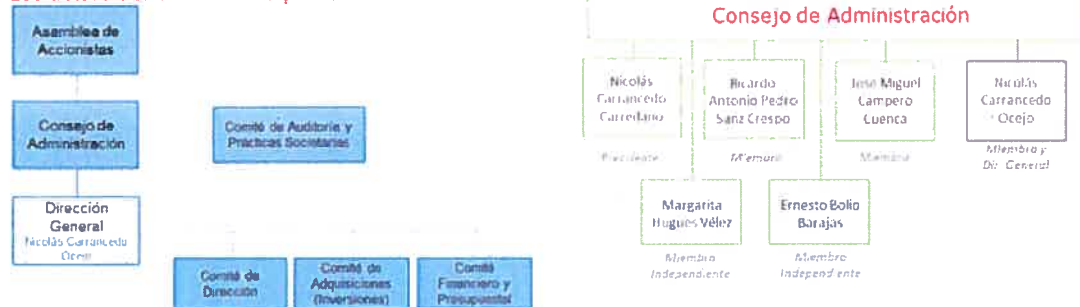 Asamblea de
Accionistas
Consejo de
Administración
Comité de Auditoría y
Prácticas Societarias
Dirección
General
Nicolás Carrancedo
Ocejo
Comité de
Dirección
Comité de
Adquisiciones
(Inversiones)
Comité
Financiero y
Presupuestal
Consejo de Administración
Nicolás
Carrancedo
Carredano
Presidente
Ricardo
Antonio Pedro
Sanz Crespo
Miembro
José Miguel
Campero
Cuenca
Miembro
Nicolás
Carrancedo
Ocejo
Miembro y
Dir. General
Margarita
Hugues Vélez
Miembro
Independiente
Ernesto Bolio
Barajas
Miembro
Independiente